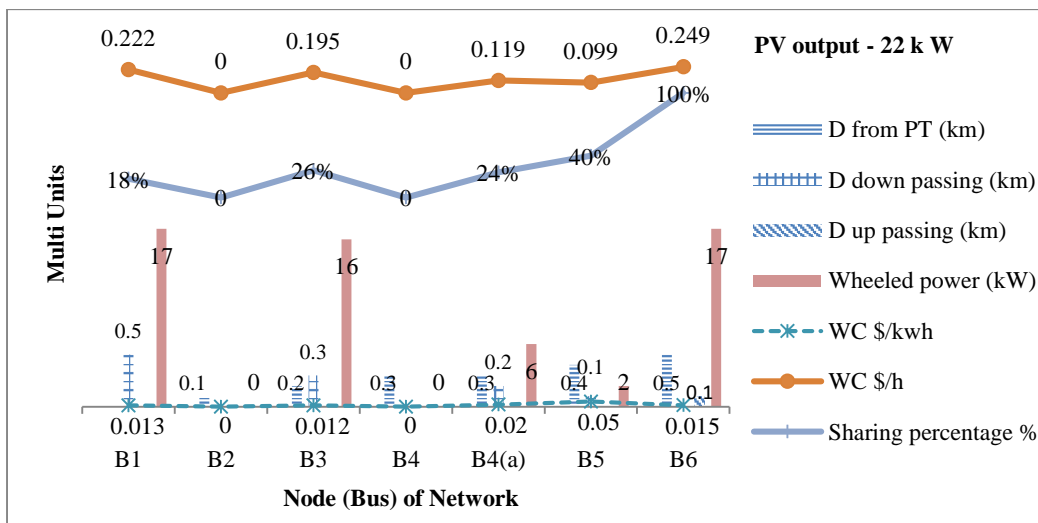 0.222 0 0.195 0 0.119 0.099 0.249
PV output - 22 k W
100%
18% 0 26% 0 24% 40%
Multi Units
D from PT (km)
D down passing (km)
D up passing (km)
Wheeled power (kW)
WC $/kwh
WC $/h
Sharing percentage %
17 16 17
0.5 0.3 0.2 0.1 6
0.1 0 0.2 0.3 0 0.3 0.4 2 0.5 0.1
0.013 0 0.012 0 0.02 0.05 0.015
B1 B2 B3 B4 B4(a) B5 B6
Node (Bus) of Network